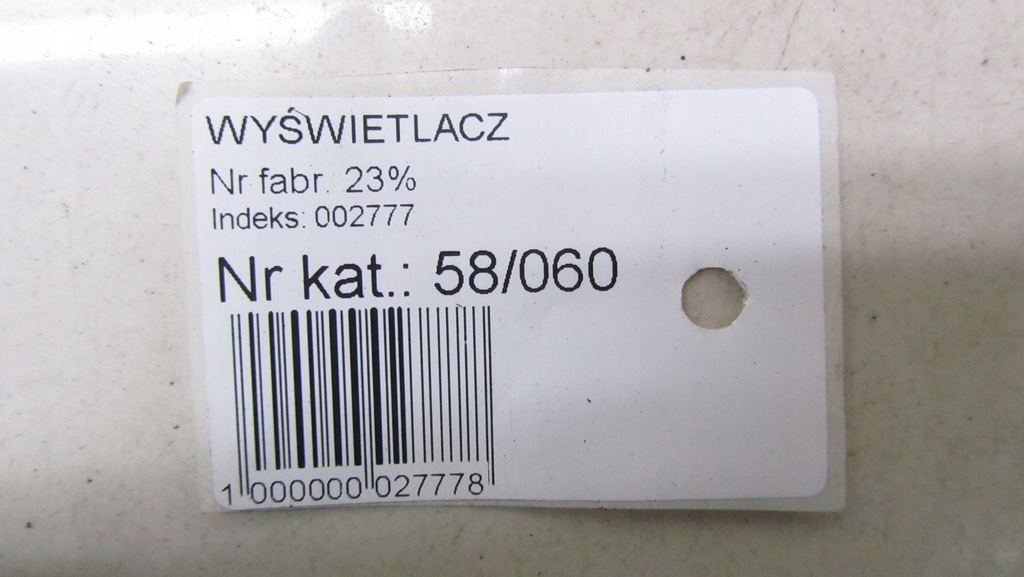 WYŚWIETLACZ
Nr fabr. 23%
Indeks: 002777
Nr kat.: 58/060
1 000000 027778